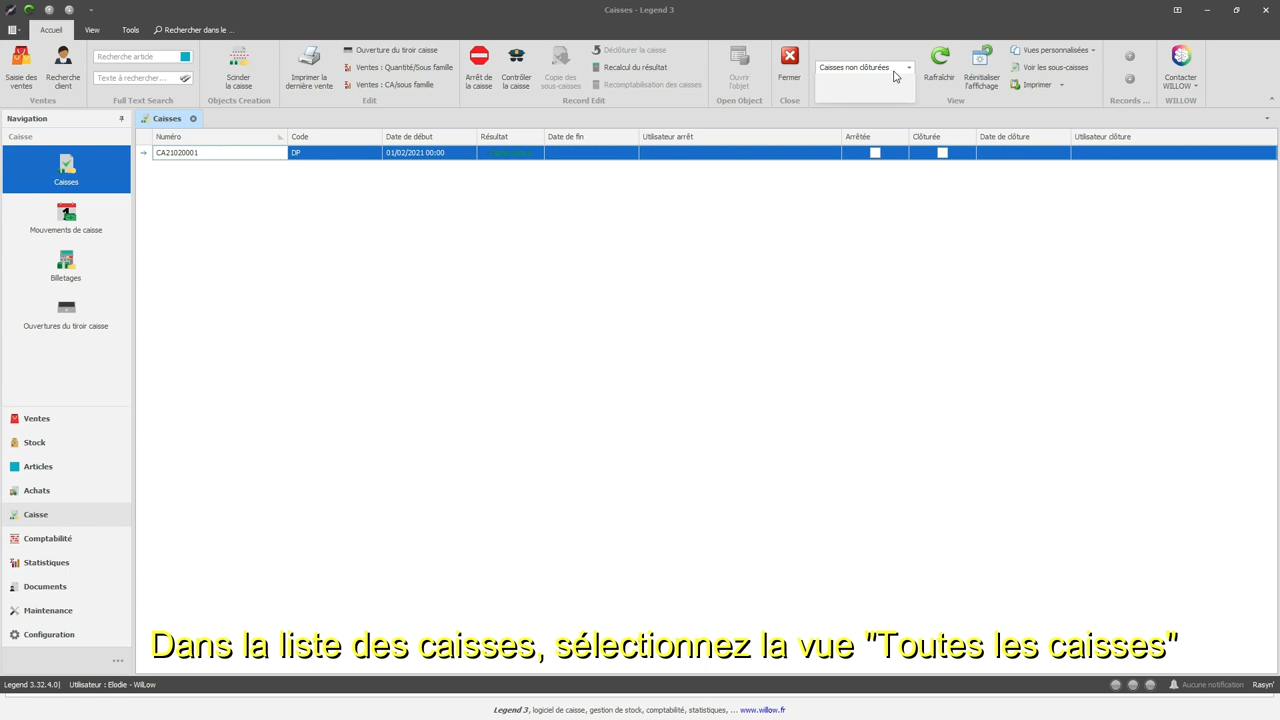 Caisses - Legend 3
Accueil View Tools Rechercher dans le ...
Saisie des ventes
Recherche client
Ventes
Recherche article
Texte à rechercher...
Full Text Search
Scinder la caisse
Objects Creation
Imprimer la dernière vente
Ouverture du tiroir caisse
Ventes : Quantité/Sous famille
Ventes : CA/sous famille
Edit
Arrêt de la caisse
Contrôler la caisse
Copie des sous-caisses
Déclôturer la caisse
Recalcul du résultat
Recomptabilisation des caisses
Record Edit
Ouvrir l'objet
Open Object
Fermer
Close
Caisses non clôturées
Rafraîchir
Réinitialiser l'affichage
Vues personnalisées
Voir les sous-caisses
Imprimer
View
Records ...
Contacter WILLOW
WILLOW
Navigation
Caisse
Caisses
Mouvements de caisse
Billetages
Ouvertures du tiroir caisse
Ventes
Stock
Articles
Achats
Caisse
Comptabilité
Statistiques
Documents
Maintenance
Configuration
Caisses
Numéro Code Date de début Résultat Date de fin Utilisateur arrêt Arrêtée Clôturée Date de clôture Utilisateur clôture
CA21020001 DP 01/02/2021 00:00
Dans la liste des caisses, sélectionnez la vue "Toutes les caisses"
Legend 3.32.4.0| Utilisateur : Elodie - WilLow Aucune notification Rasyn'
Legend 3, logiciel de caisse, gestion de stock, comptabilité, statistiques, ... www.willow.fr